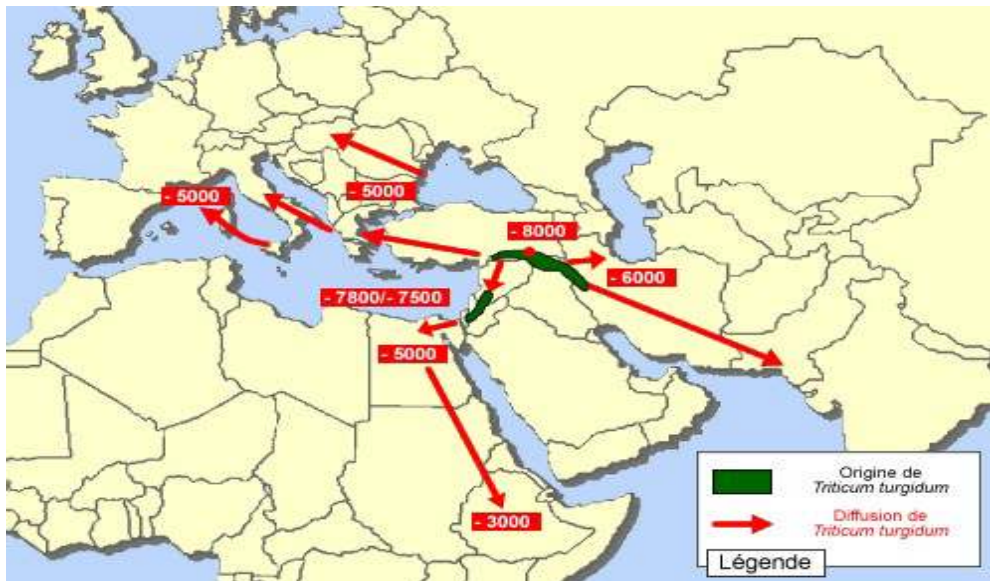 - 5000
- 5000
- 8000
- 6000
- 7800/- 7500
- 5000
- 3000
Origine de
Triticum turgidum
Diffusion de
Triticum turgidum
Légende